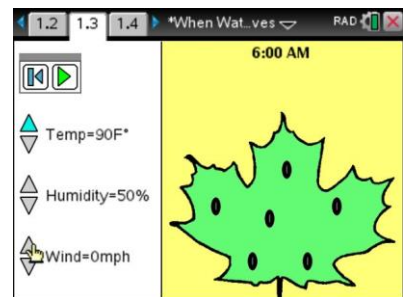 1.2 1.3 1.4 *When Wat...ves RAD
6:00 AM
Temp=90F°
Humidity=50%
Wind=0mph